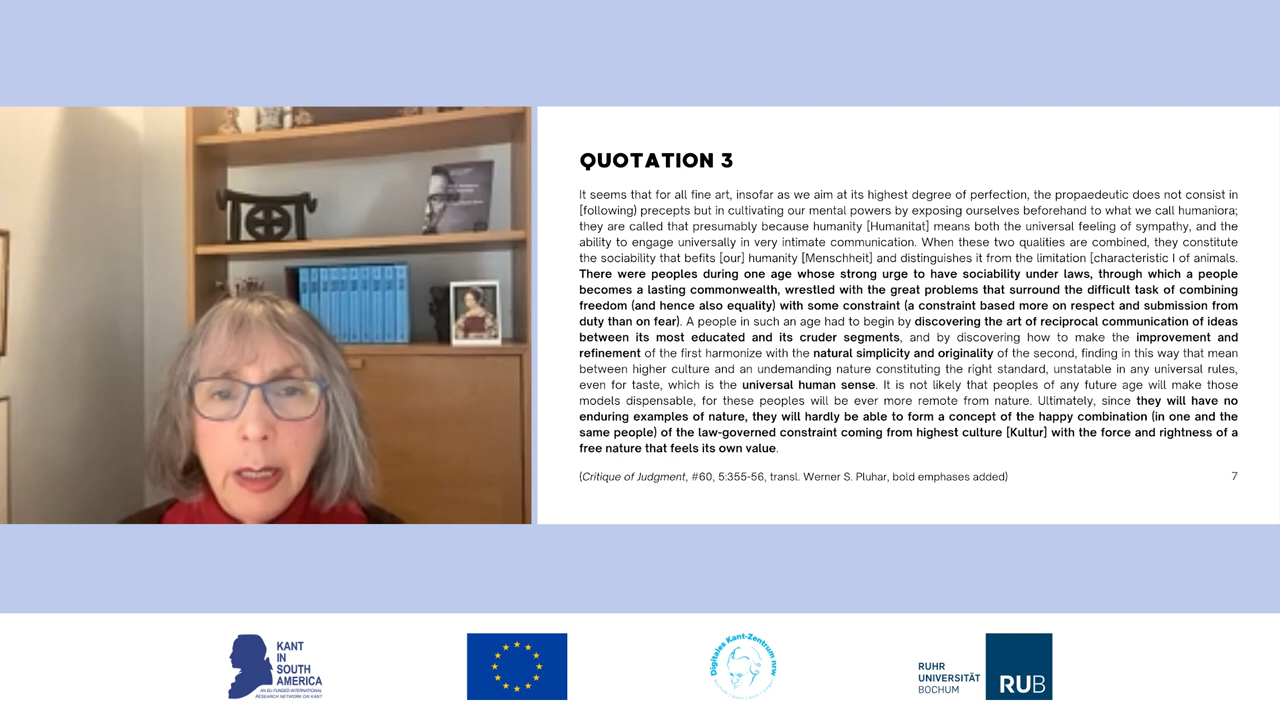 QUOTATION 3
It seems that for all fine art, insofar as we aim at its highest degree of perfection, the propaedeutic does not consist in
[following) precepts but in cultivating our mental powers by exposing ourselves beforehand to what we call humaniora;
they are called that presumably because humanity [Humanitat] means both the universal feeling of sympathy, and the
ability to engage universally in very intimate communication. When these two qualities are combined, they constitute
the sociability that befits [our] humanity [Menschheit] and distinguishes it from the limitation [characteristic I of animals.
There were peoples during one age whose strong urge to have sociability under laws, through which a people
becomes a lasting commonwealth, wrestled with the great problems that surround the difficult task of combining
freedom (and hence also equality) with some constraint (a constraint based more on respect and submission from
duty than on fear). A people in such an age had to begin by discovering the art of reciprocal communication of ideas
between its most educated and its cruder segments, and by discovering how to make the improvement and
refinement of the first harmonize with the natural simplicity and originality of the second, finding in this way that mean
between higher culture and an undemanding nature constituting the right standard, unstatable in any universal rules,
even for taste, which is the universal human sense. It is not likely that peoples of any future age will make those
models dispensable, for these peoples will be ever more remote from nature. Ultimately, since they will have no
enduring examples of nature, they will hardly be able to form a concept of the happy combination (in one and the
same people) of the law-governed constraint coming from highest culture [Kultur] with the force and rightness of a
free nature that feels its own value.
(Critique of Judgment, #60, 5:355-56, transl. Werner S. Pluhar, bold emphases added)
7
KANT
IN
SOUTH
AMERICA
AN EU FUNDED INTERNATIONAL
RESEARCH NETWORK ON KANT
Digitales Kant-Zentrum nrw
RUHR
UNIVERSITÄT
BOCHUM
RUB